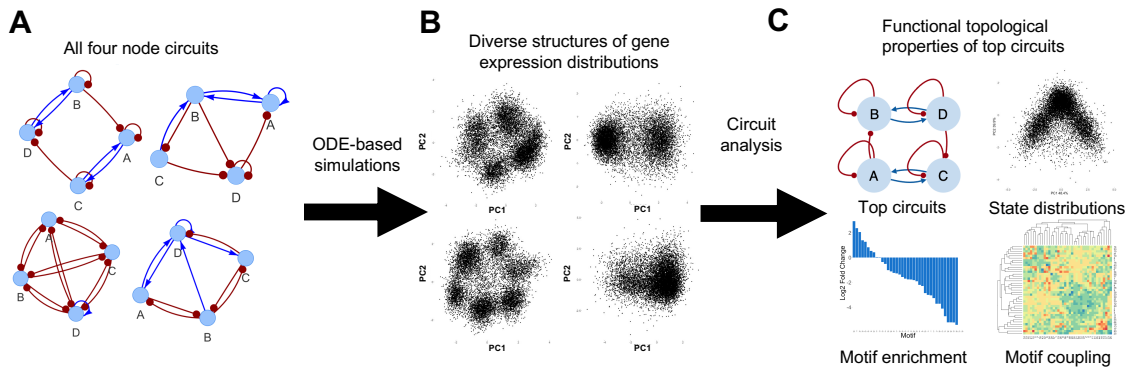 A
All four node circuits
B
D
A
C
B
A
C
D
A
C
B
D
D
C
A
B
ODE-based
simulations
B
Diverse structures of gene
expression distributions
PC2
PC1
PC2
PC1
PC2
PC1
PC2
PC1
Circuit
analysis
C
Functional topological
properties of top circuits
B
D
A
C
Top circuits
State distributions
Log2 Fold Change
Motif
Motif enrichment
Motif coupling